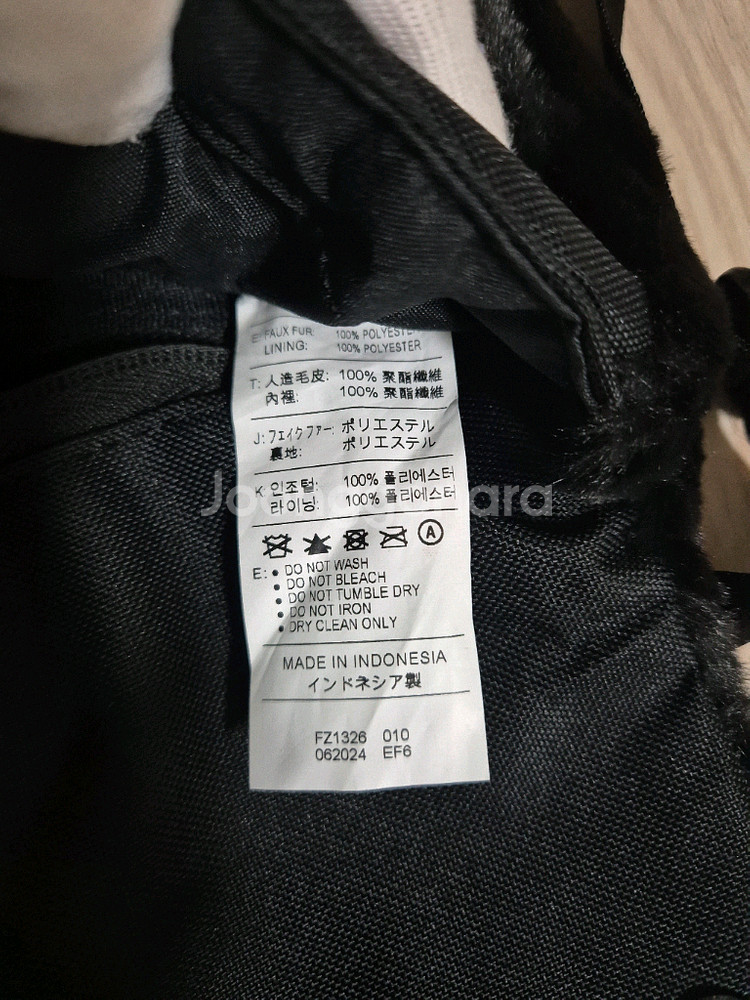 E: FAUX FUR: 100% POLYESTER
LINING: 100% POLYESTER
T: 人造毛皮: 100% 聚酯纖維
內裡: 100% 聚酯纖維
J: フェイクファー: ポリエステル
裏地: ポリエステル
K: 인조털: 100% 폴리에스터
라이닝: 100% 폴리에스터
Joonggonara
A
E: • DO NOT WASH
• DO NOT BLEACH
• DO NOT TUMBLE DRY
• DO NOT IRON
• DRY CLEAN ONLY
MADE IN INDONESIA
インドネシア製
FZ1326 010
062024 EF6